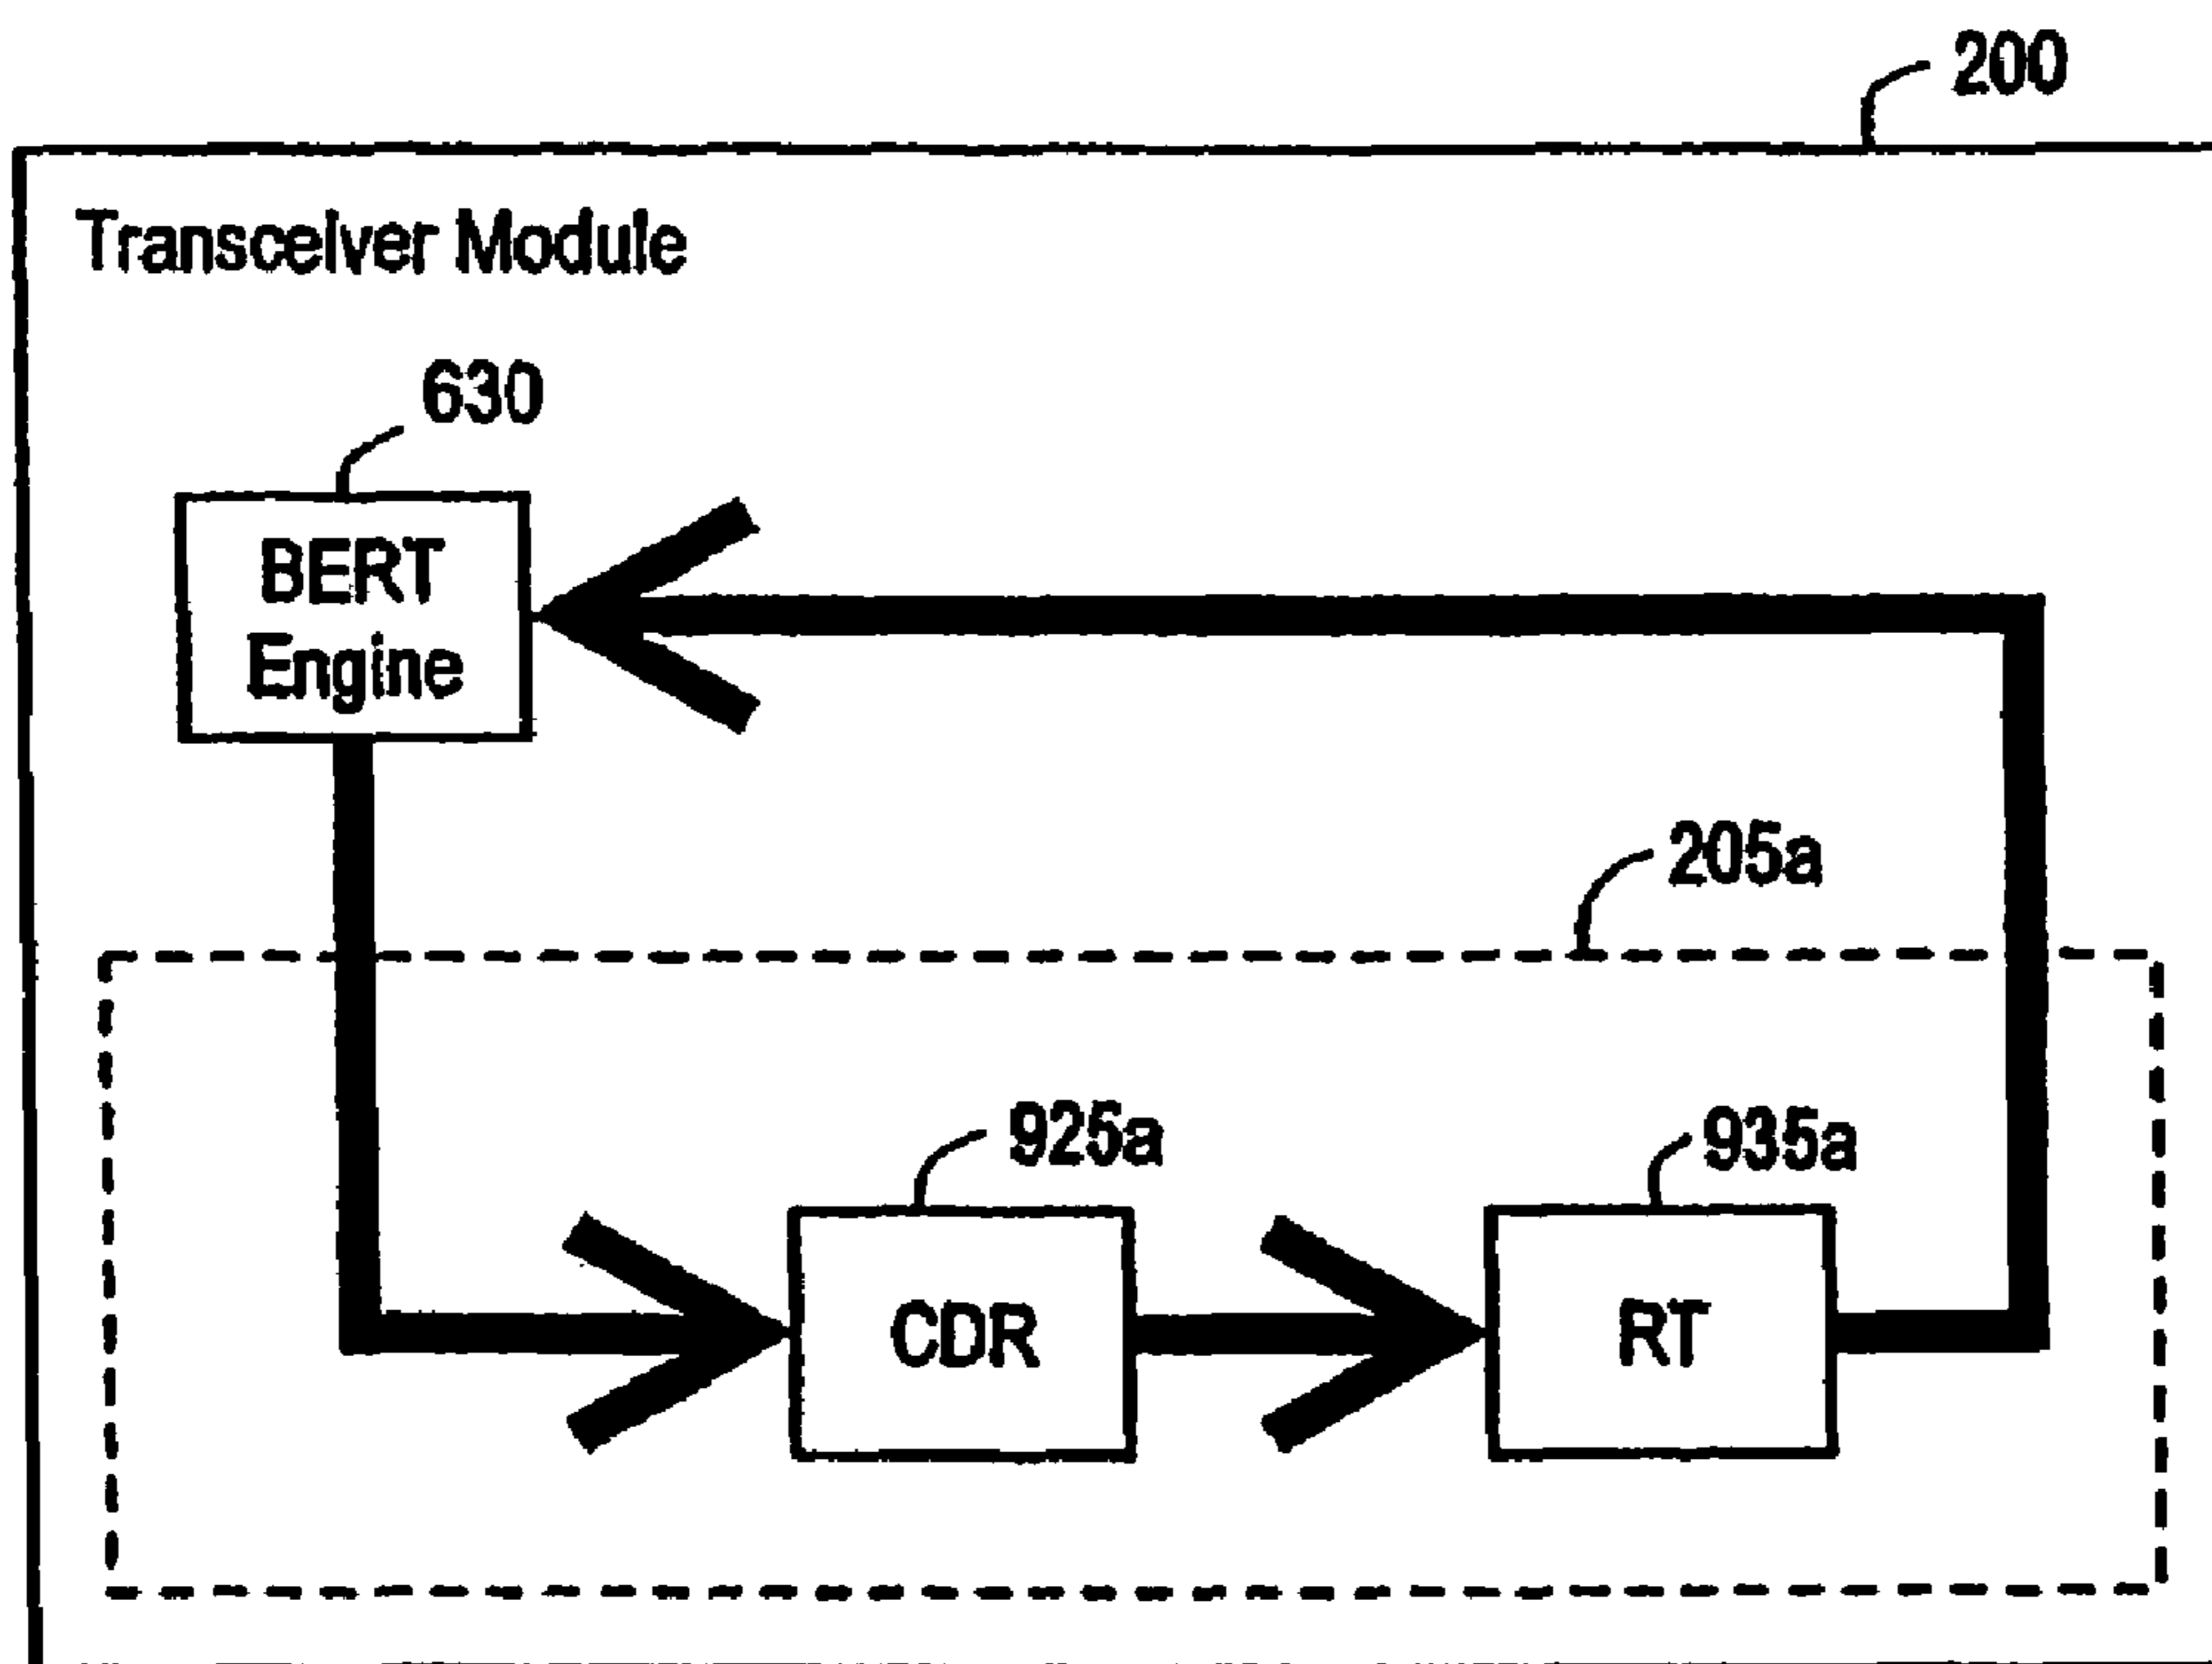 200
Transceiver Module
630
BERT
Engine
205a
925a
935a
CDR
RT